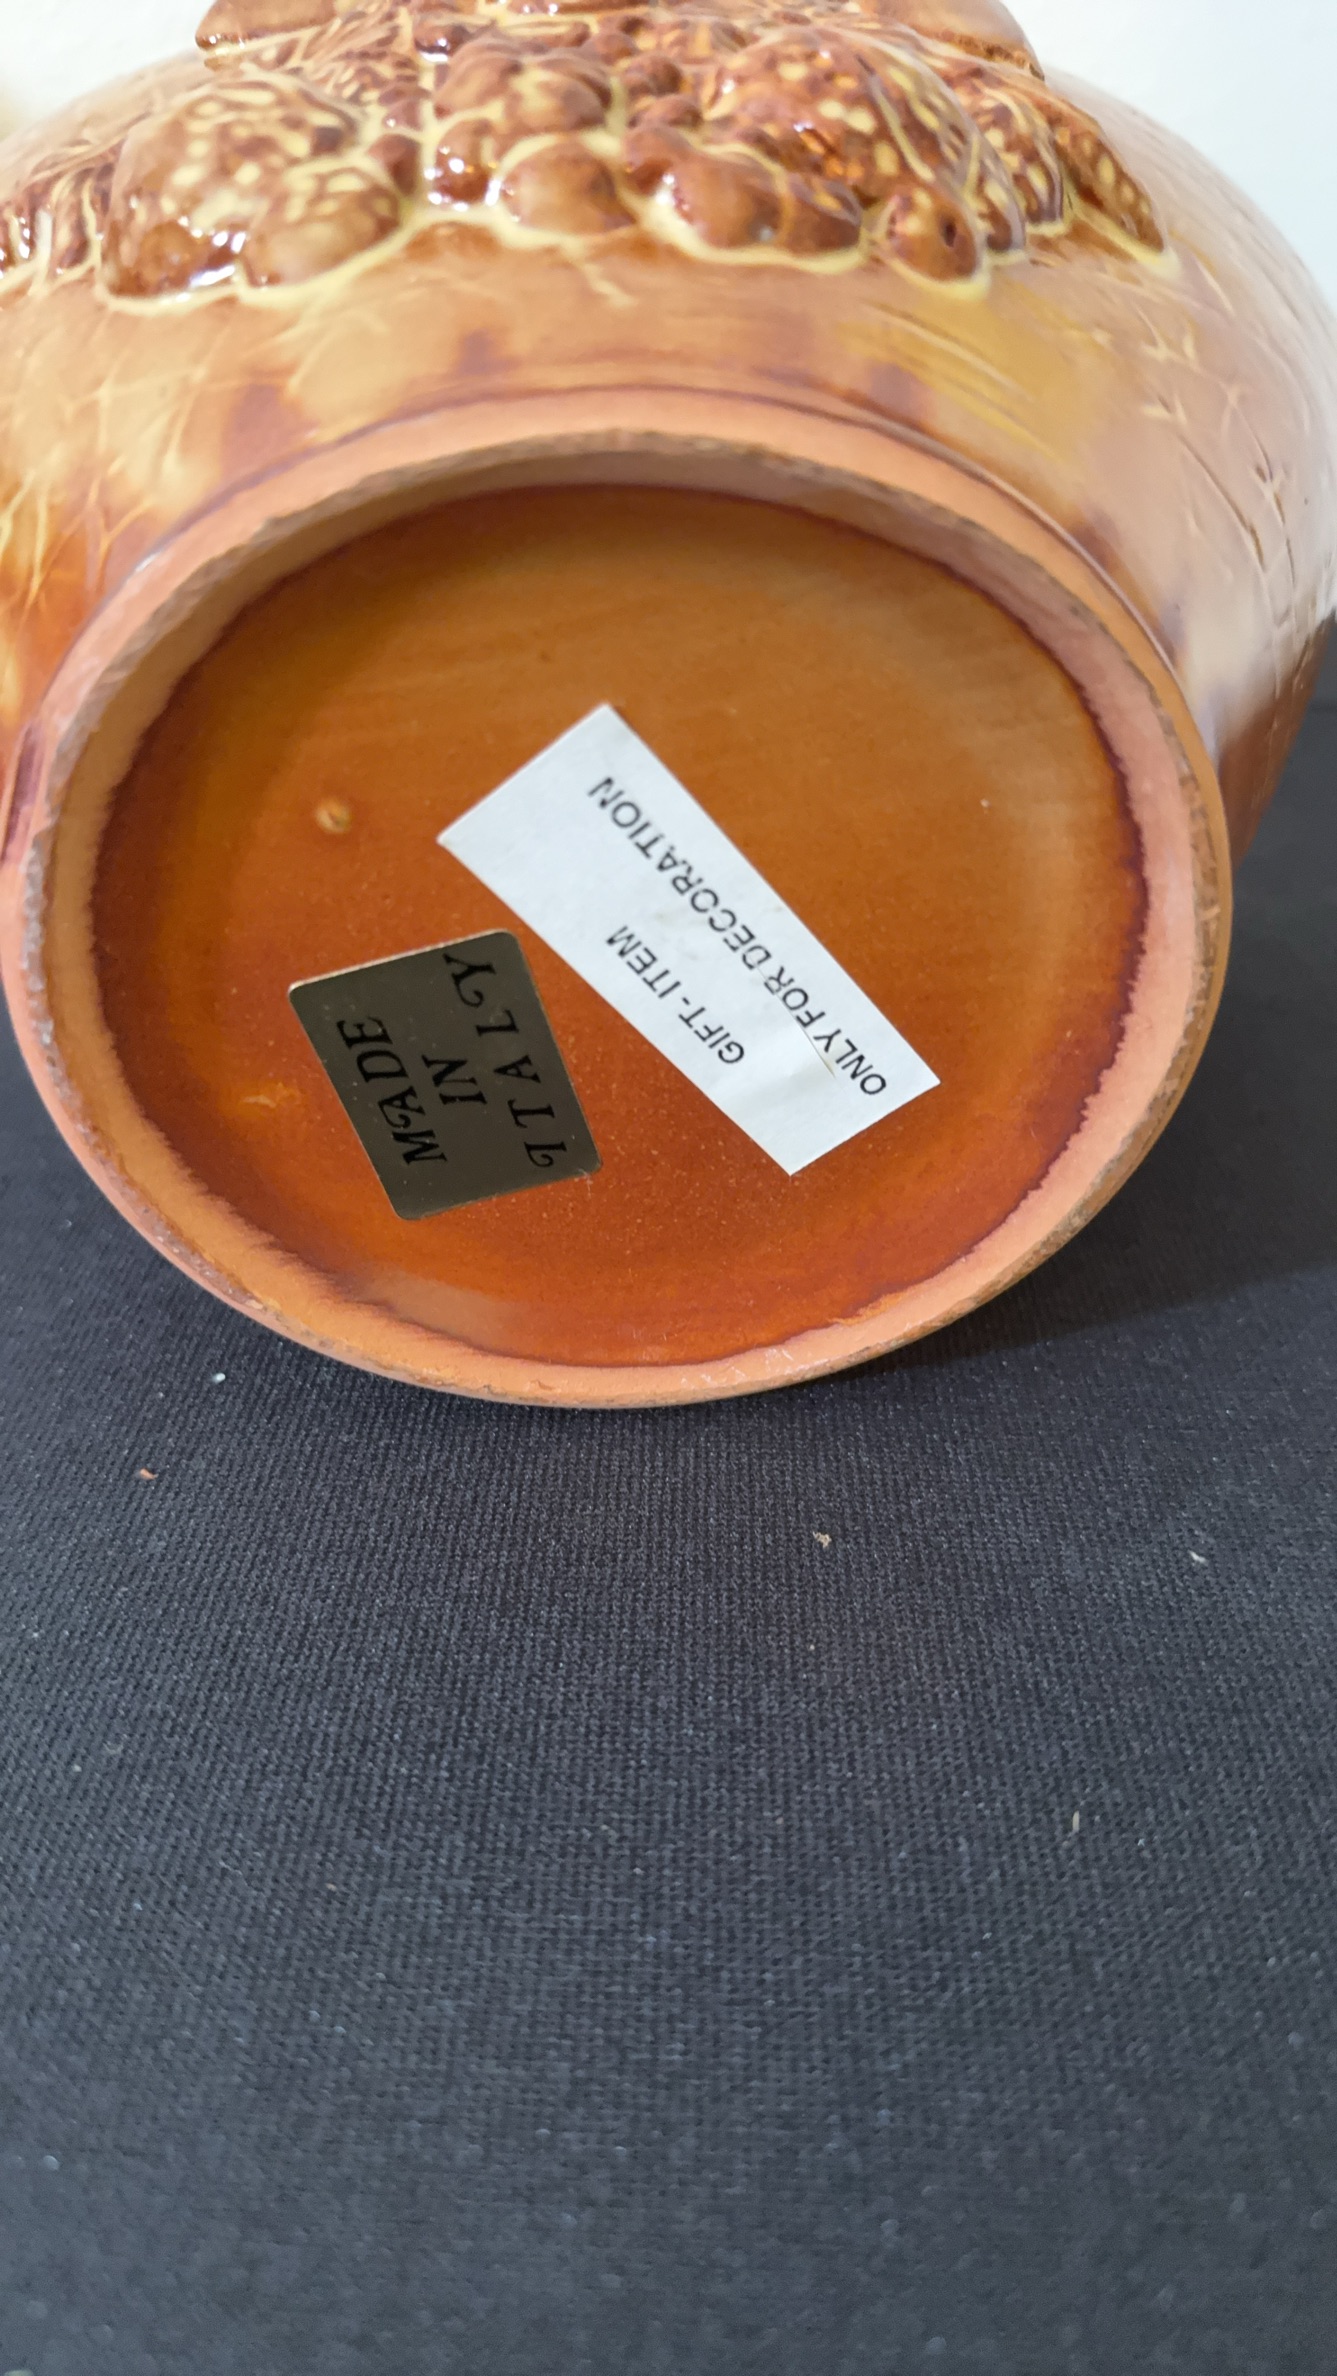 GIFT-ITEM
ONLY FOR DECORATION
MADE
IN
ITALY